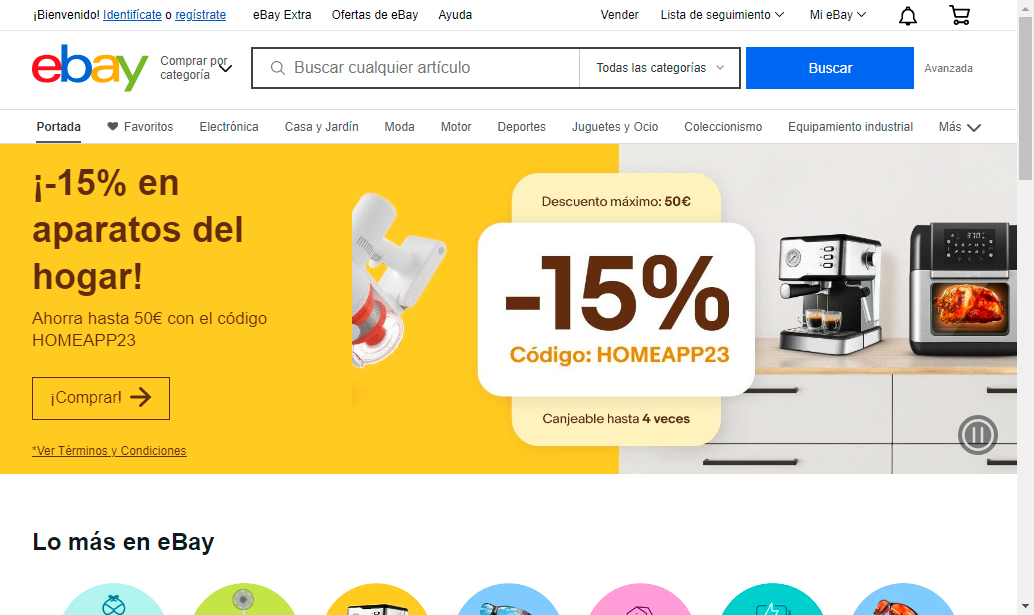 ¡Bienvenido! Identifícate o regístrate eBay Extra Ofertas de eBay Ayuda Vender Lista de seguimiento Mi eBay
ebay
Comprar por
categoría
Buscar cualquier artículo Todas las categorías Buscar Avanzada
Portada Favoritos Electrónica Casa y Jardín Moda Motor Deportes Juguetes y Ocio Coleccionismo Equipamiento industrial Más
¡-15% en
aparatos del
hogar!
Ahorra hasta 50€ con el código
HOMEAPP23
¡Comprar!
*Ver Términos y Condiciones
Descuento máximo: 50€
-15%
Código: HOMEAPP23
Canjeable hasta 4 veces
370
Lo más en eBay